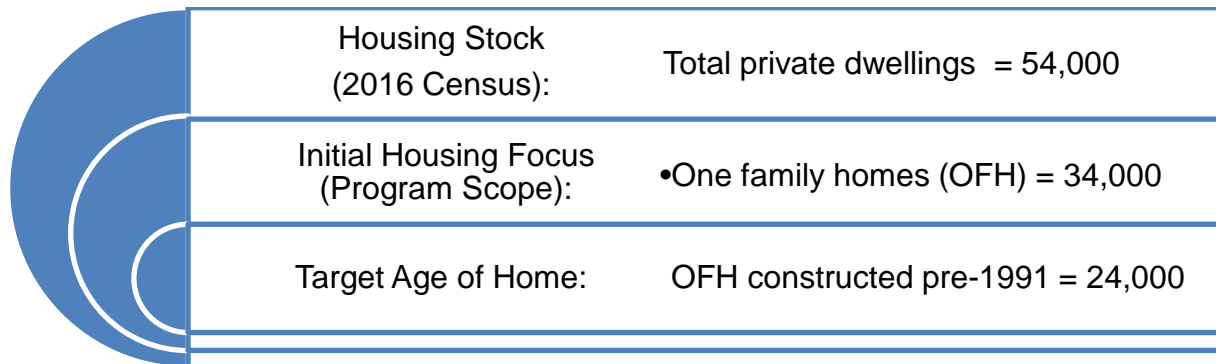 Housing Stock
(2016 Census):
Total private dwellings = 54,000
Initial Housing Focus
(Program Scope):
•One family homes (OFH) = 34,000
Target Age of Home:
OFH constructed pre-1991 = 24,000